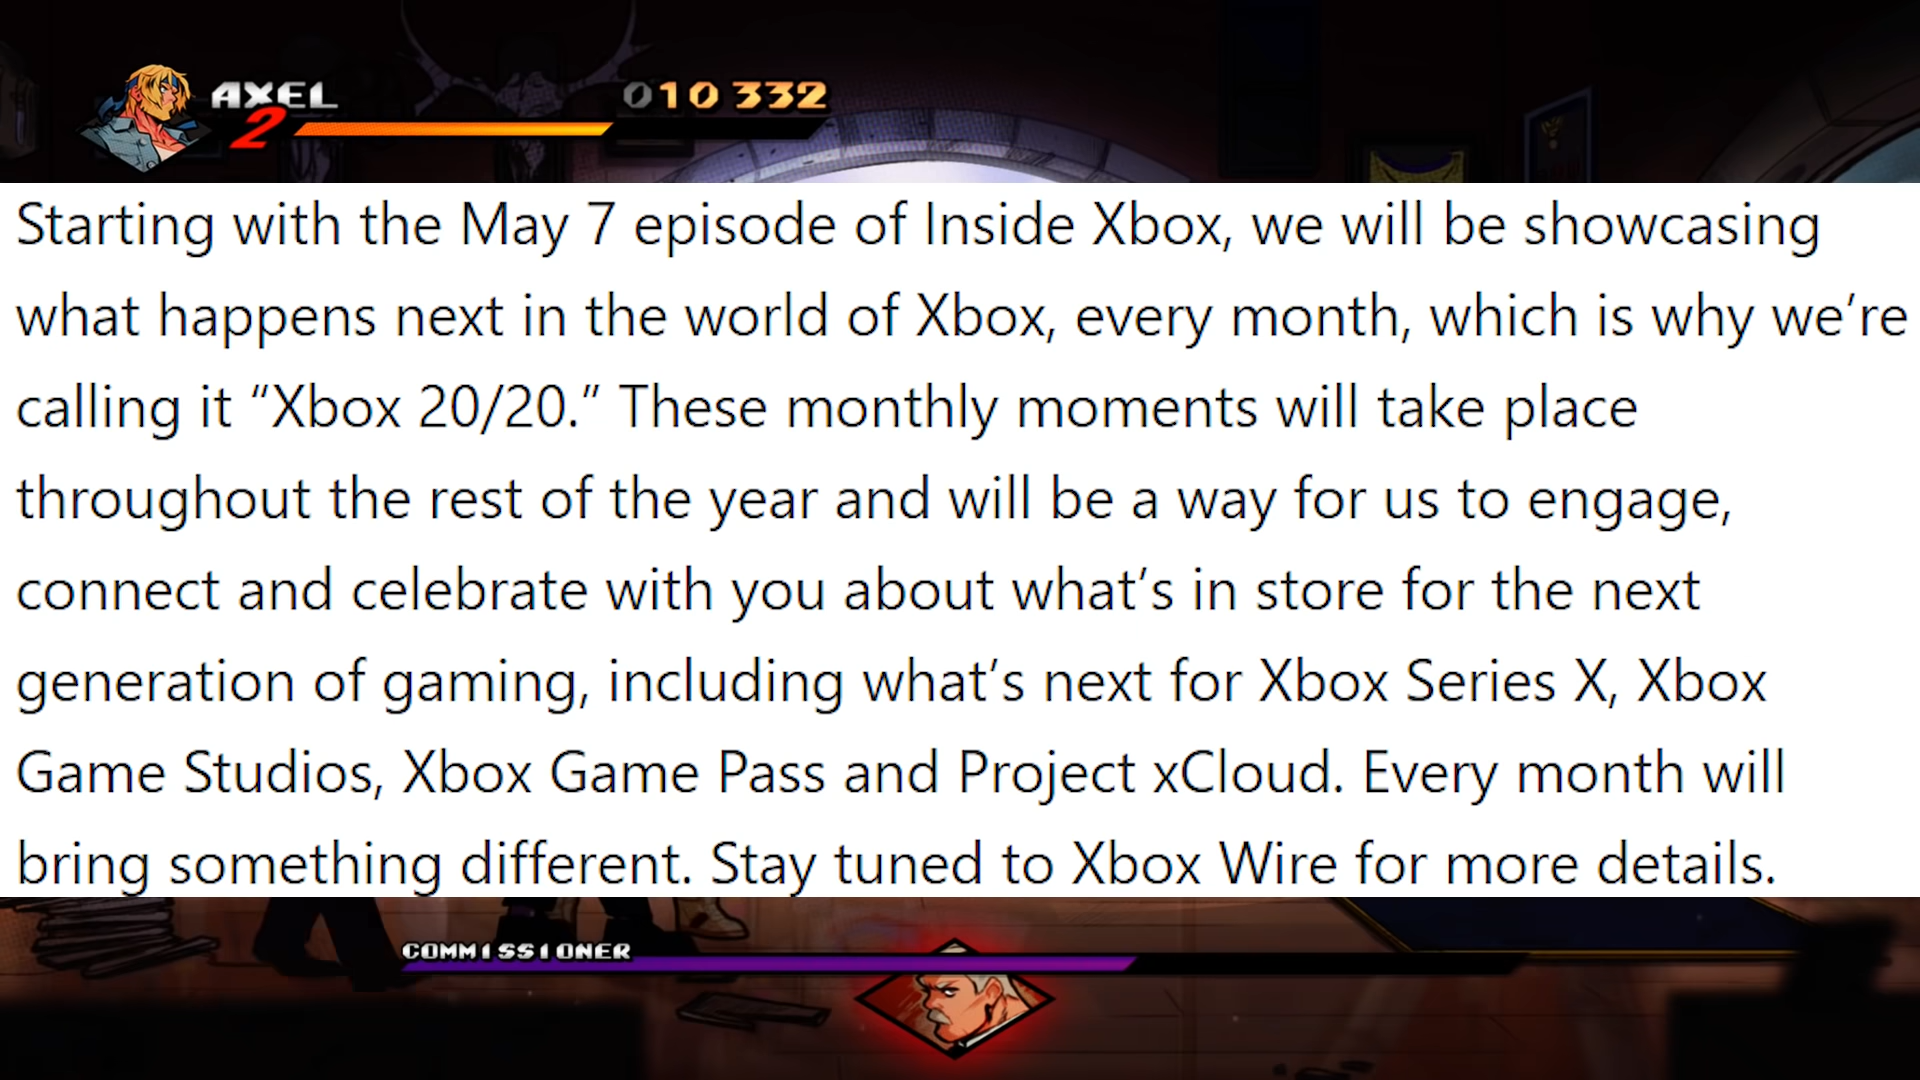 AXEL
010332
2
Starting with the May 7 episode of Inside Xbox, we will be showcasing
what happens next in the world of Xbox, every month, which is why we’re
calling it “Xbox 20/20.” These monthly moments will take place
throughout the rest of the year and will be a way for us to engage,
connect and celebrate with you about what’s in store for the next
generation of gaming, including what’s next for Xbox Series X, Xbox
Game Studios, Xbox Game Pass and Project xCloud. Every month will
bring something different. Stay tuned to Xbox Wire for more details.
COMMISSIONER